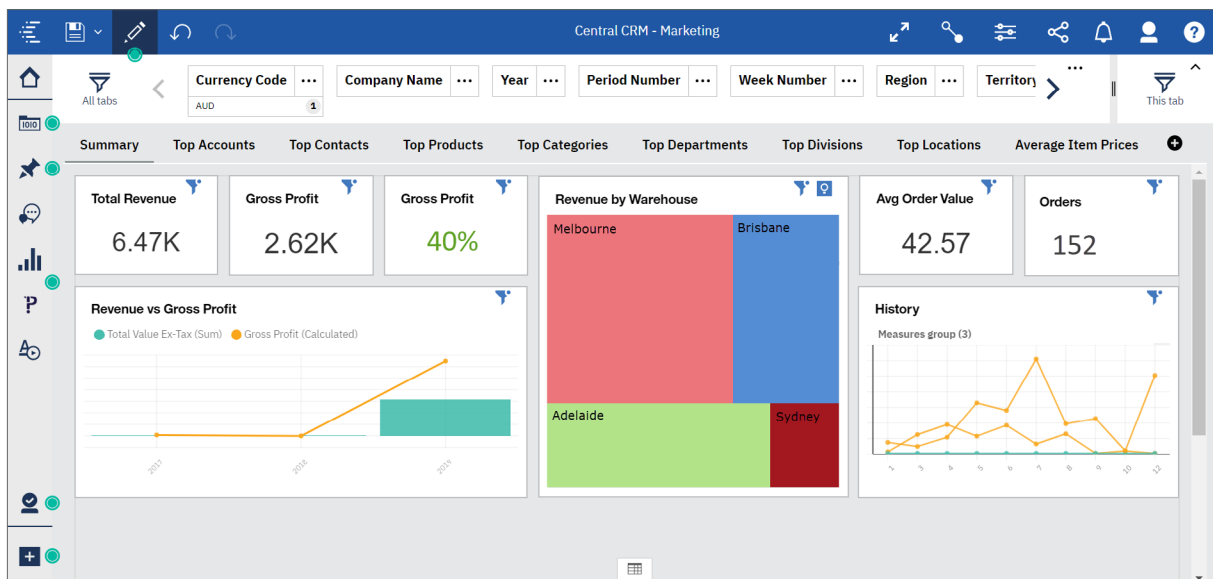 Central CRM - Marketing
?
All tabs
Currency Code ...
AUD 1
Company Name ...
Year ...
Period Number ...
Week Number ...
Region ...
Territory
...
This tab
1010
Summary
Top Accounts
Top Contacts
Top Products
Top Categories
Top Departments
Top Divisions
Top Locations
Average Item Prices
Total Revenue
6.47K
Gross Profit
2.62K
Gross Profit
40%
Revenue by Warehouse
Melbourne
Brisbane
Adelaide
Sydney
Avg Order Value
42.57
Orders
152
Revenue vs Gross Profit
Total Value Ex-Tax (Sum) Gross Profit (Calculated)
2017 2018 2019
History
Measures group (3)
1 3 4 5 6 7 8 9 10 12